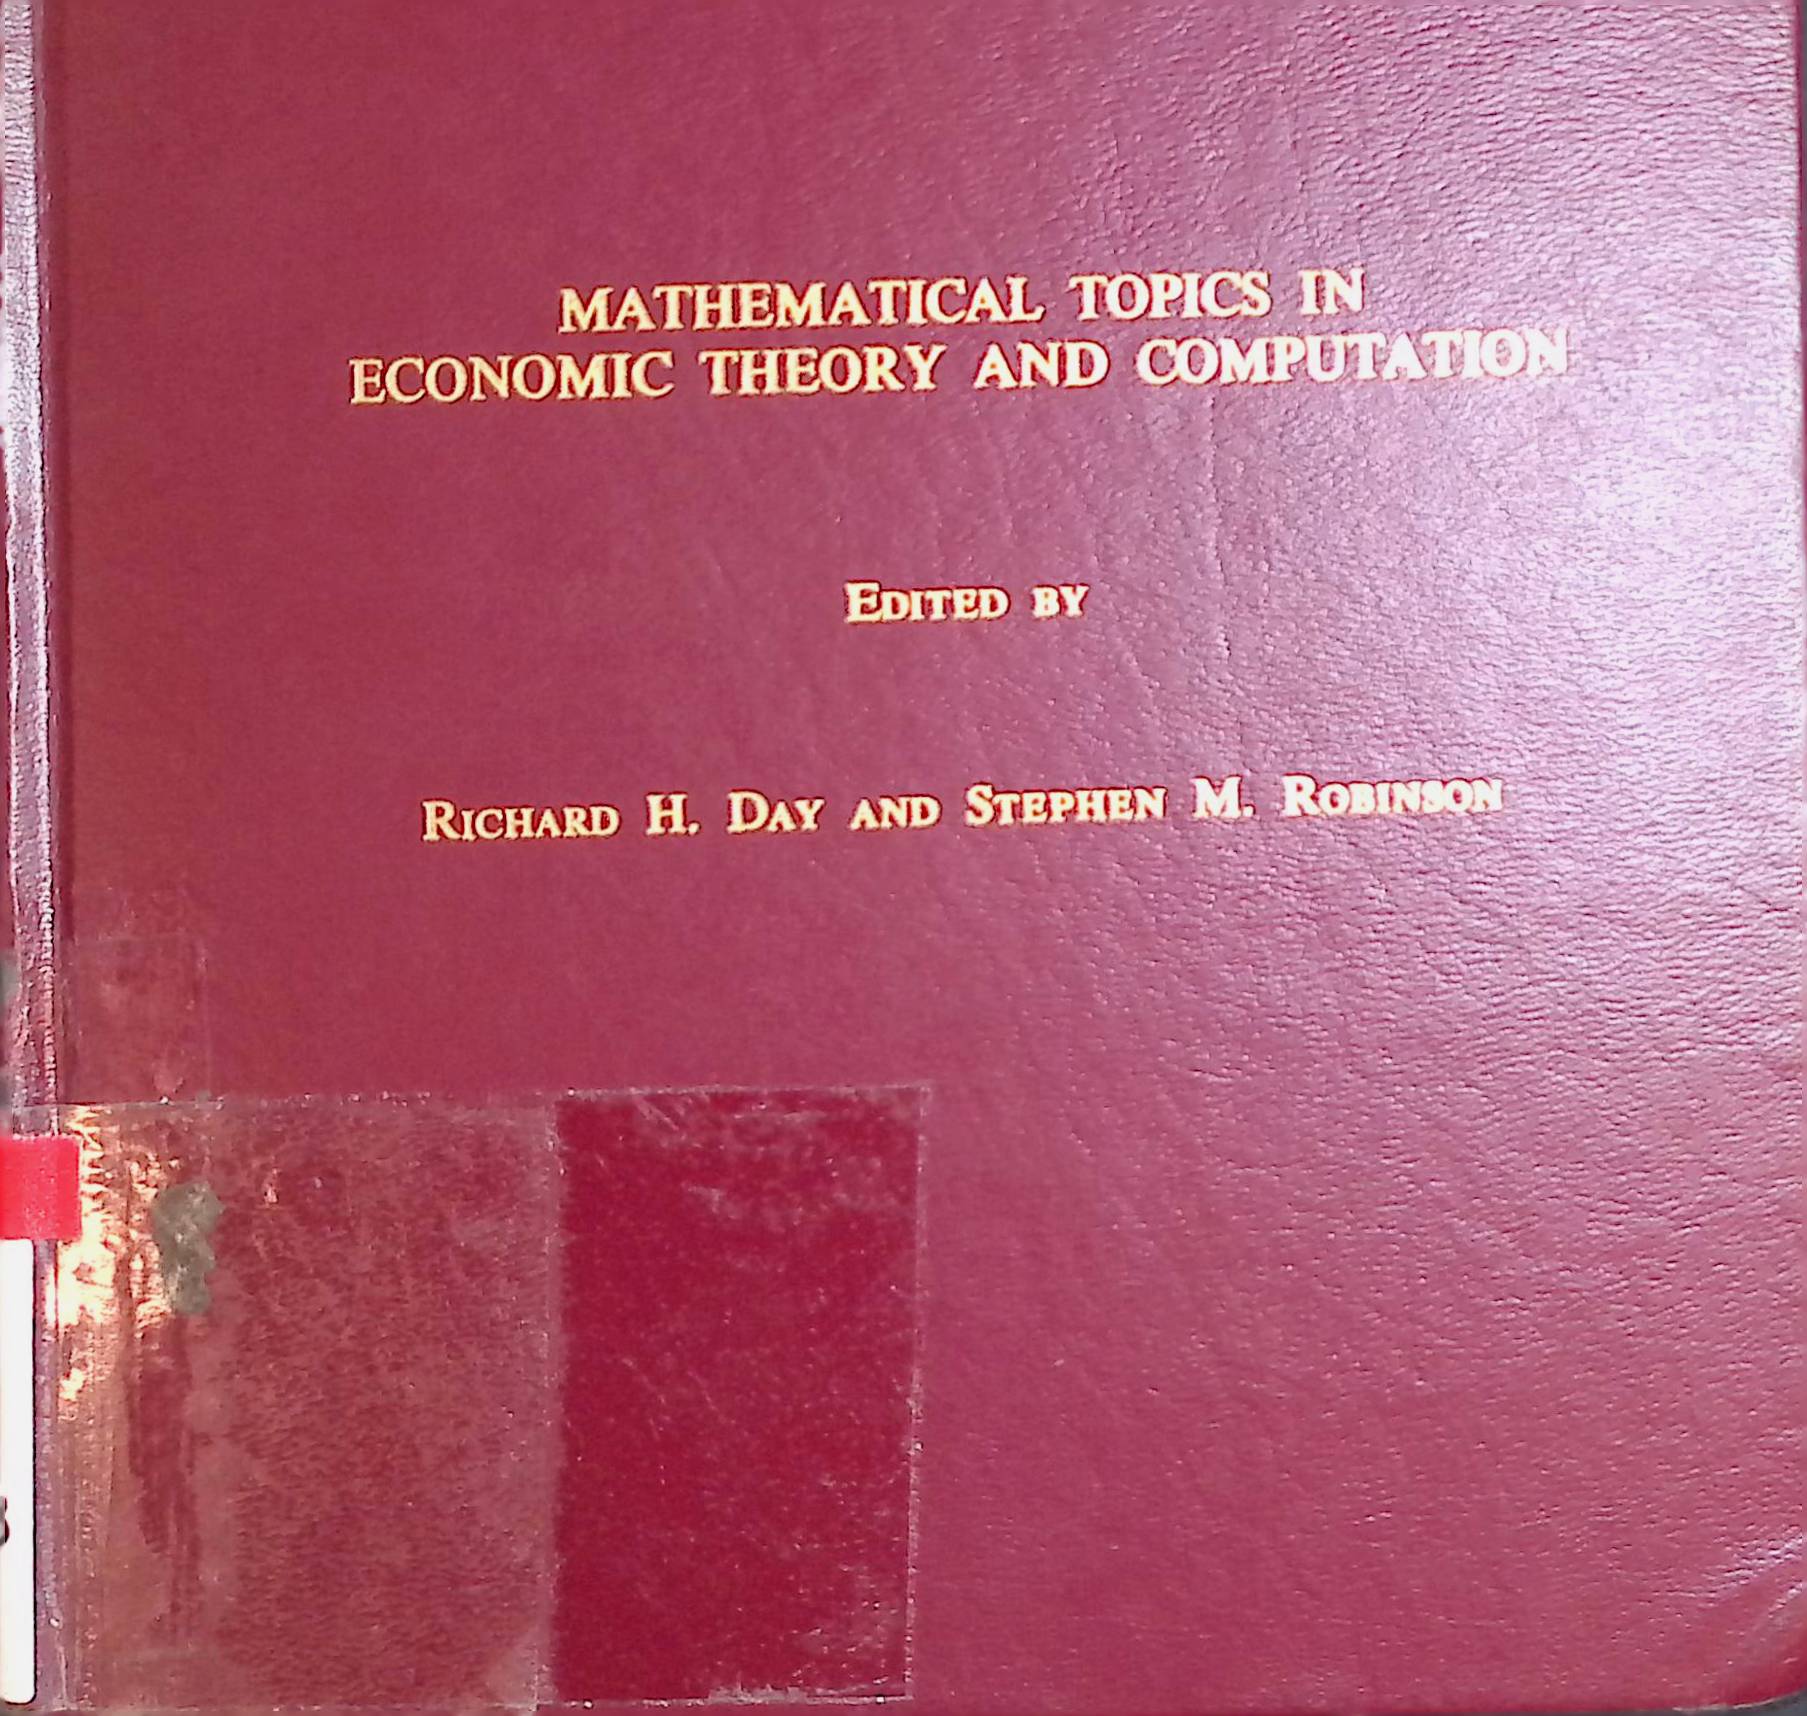 MATHEMATICAL TOPICS IN
ECONOMIC THEORY AND COMPUTATION
EDITED BY
RICHARD H. DAY AND STEPHEN M. ROBINSON